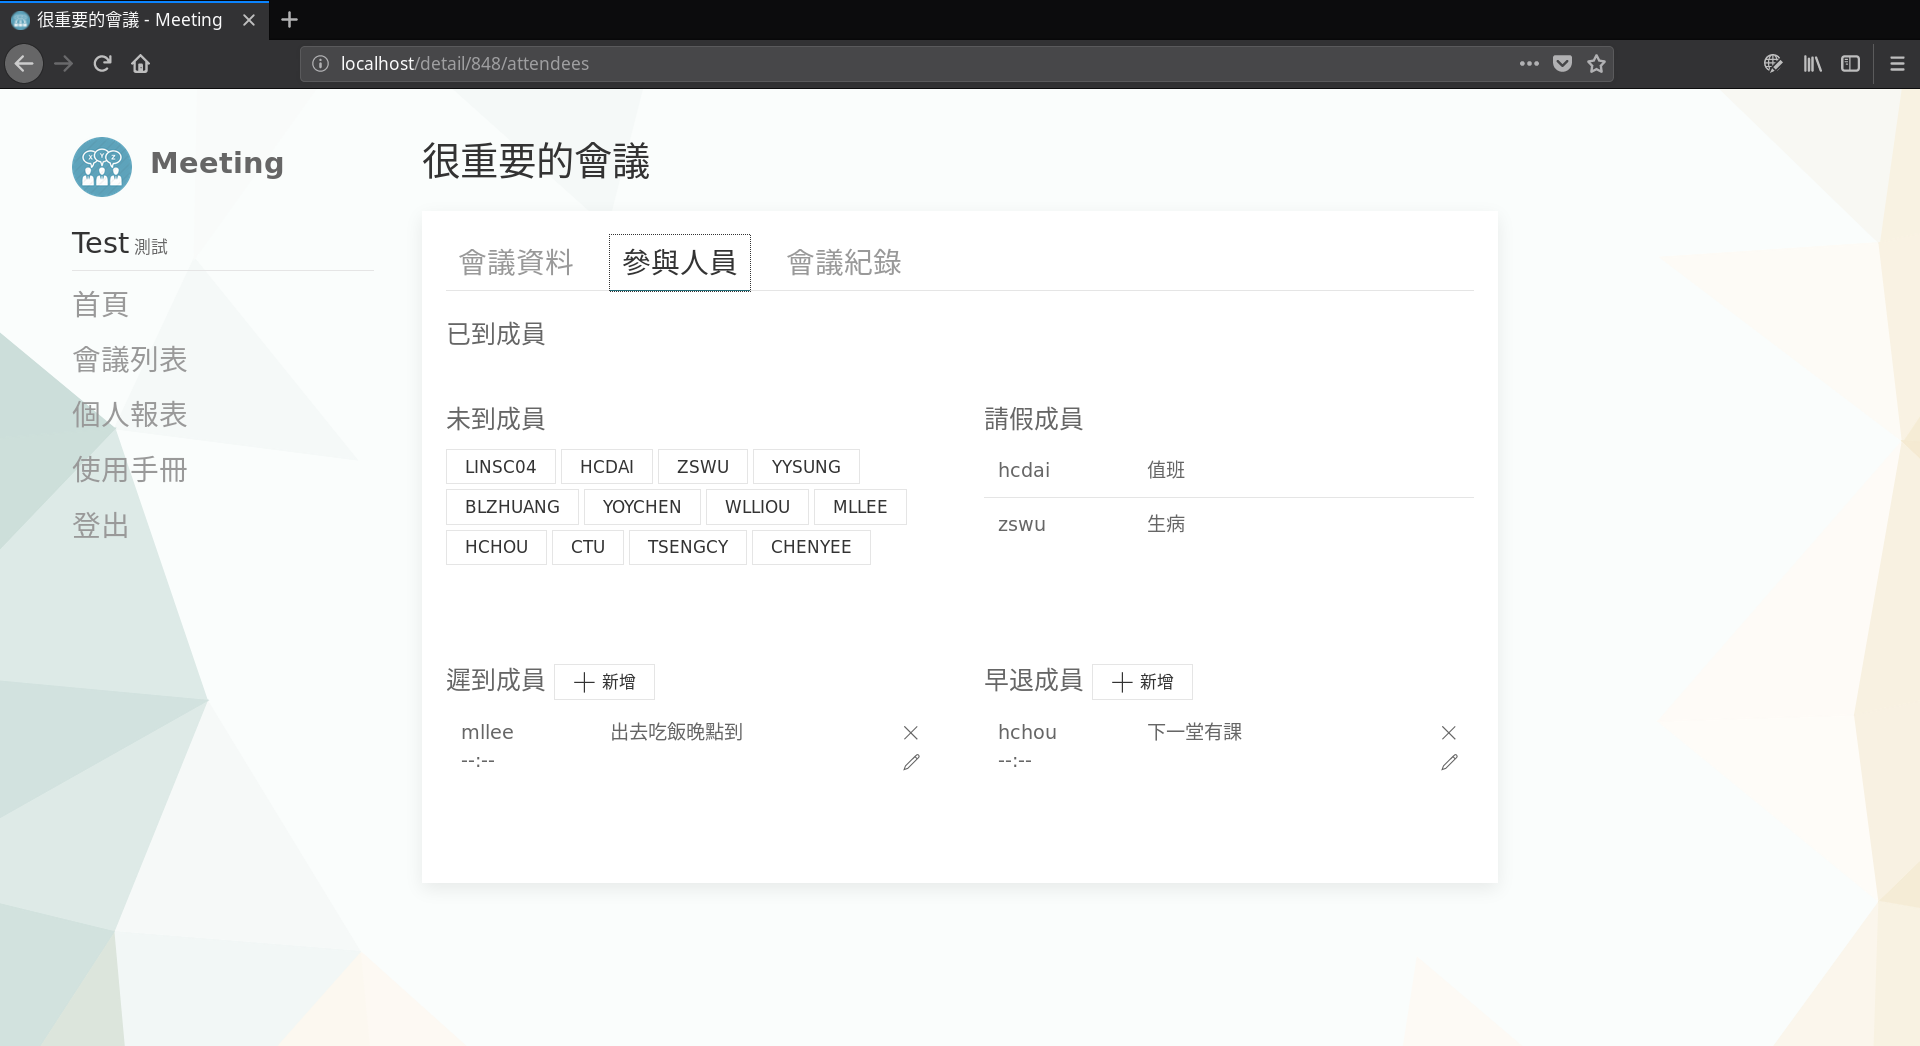 很重要的會議 - Meeting
localhost/detail/848/attendees
Meeting
Test 測試
首頁
會議列表
個人報表
使用手冊
登出
很重要的會議
會議資料 參與人員 會議紀錄
已到成員
未到成員
LINSC04 HCDAI ZSWU YYSUNG
BLZHUANG YOYCHEN WLLIOU MLLEE
HCHOU CTU TSENGCY CHENYEE
請假成員
hcdai 值班
zswu 生病
遲到成員 新增
mllee 出去吃飯晚點到
--:--
早退成員 新增
hchou 下一堂有課
--:--